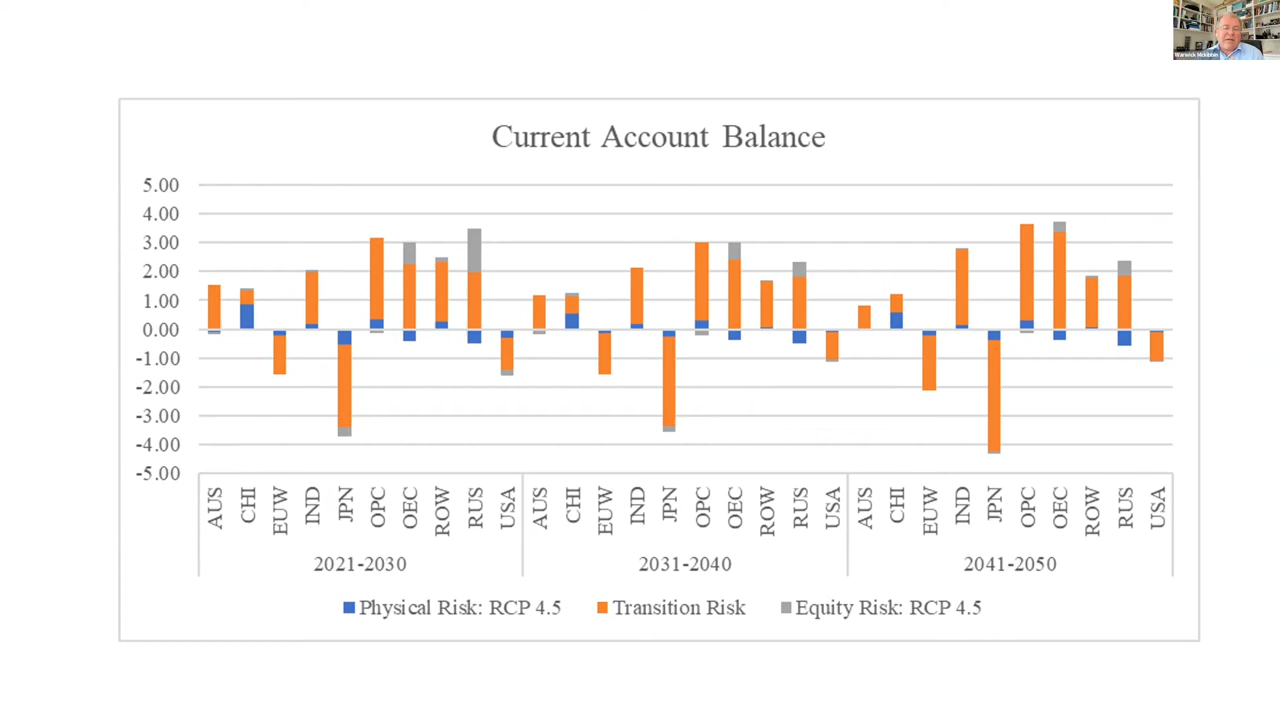 Warwick McKibbin
Current Account Balance
5.00
4.00
3.00
2.00
1.00
0.00
-1.00
-2.00
-3.00
-4.00
-5.00
AUS CHI EUW IND JPN OPC OEC ROW RUS USA AUS CHI EUW IND JPN OPC OEC ROW RUS USA AUS CHI EUW IND JPN OPC OEC ROW RUS USA
2021-2030 2031-2040 2041-2050
Physical Risk: RCP 4.5 Transition Risk Equity Risk: RCP 4.5